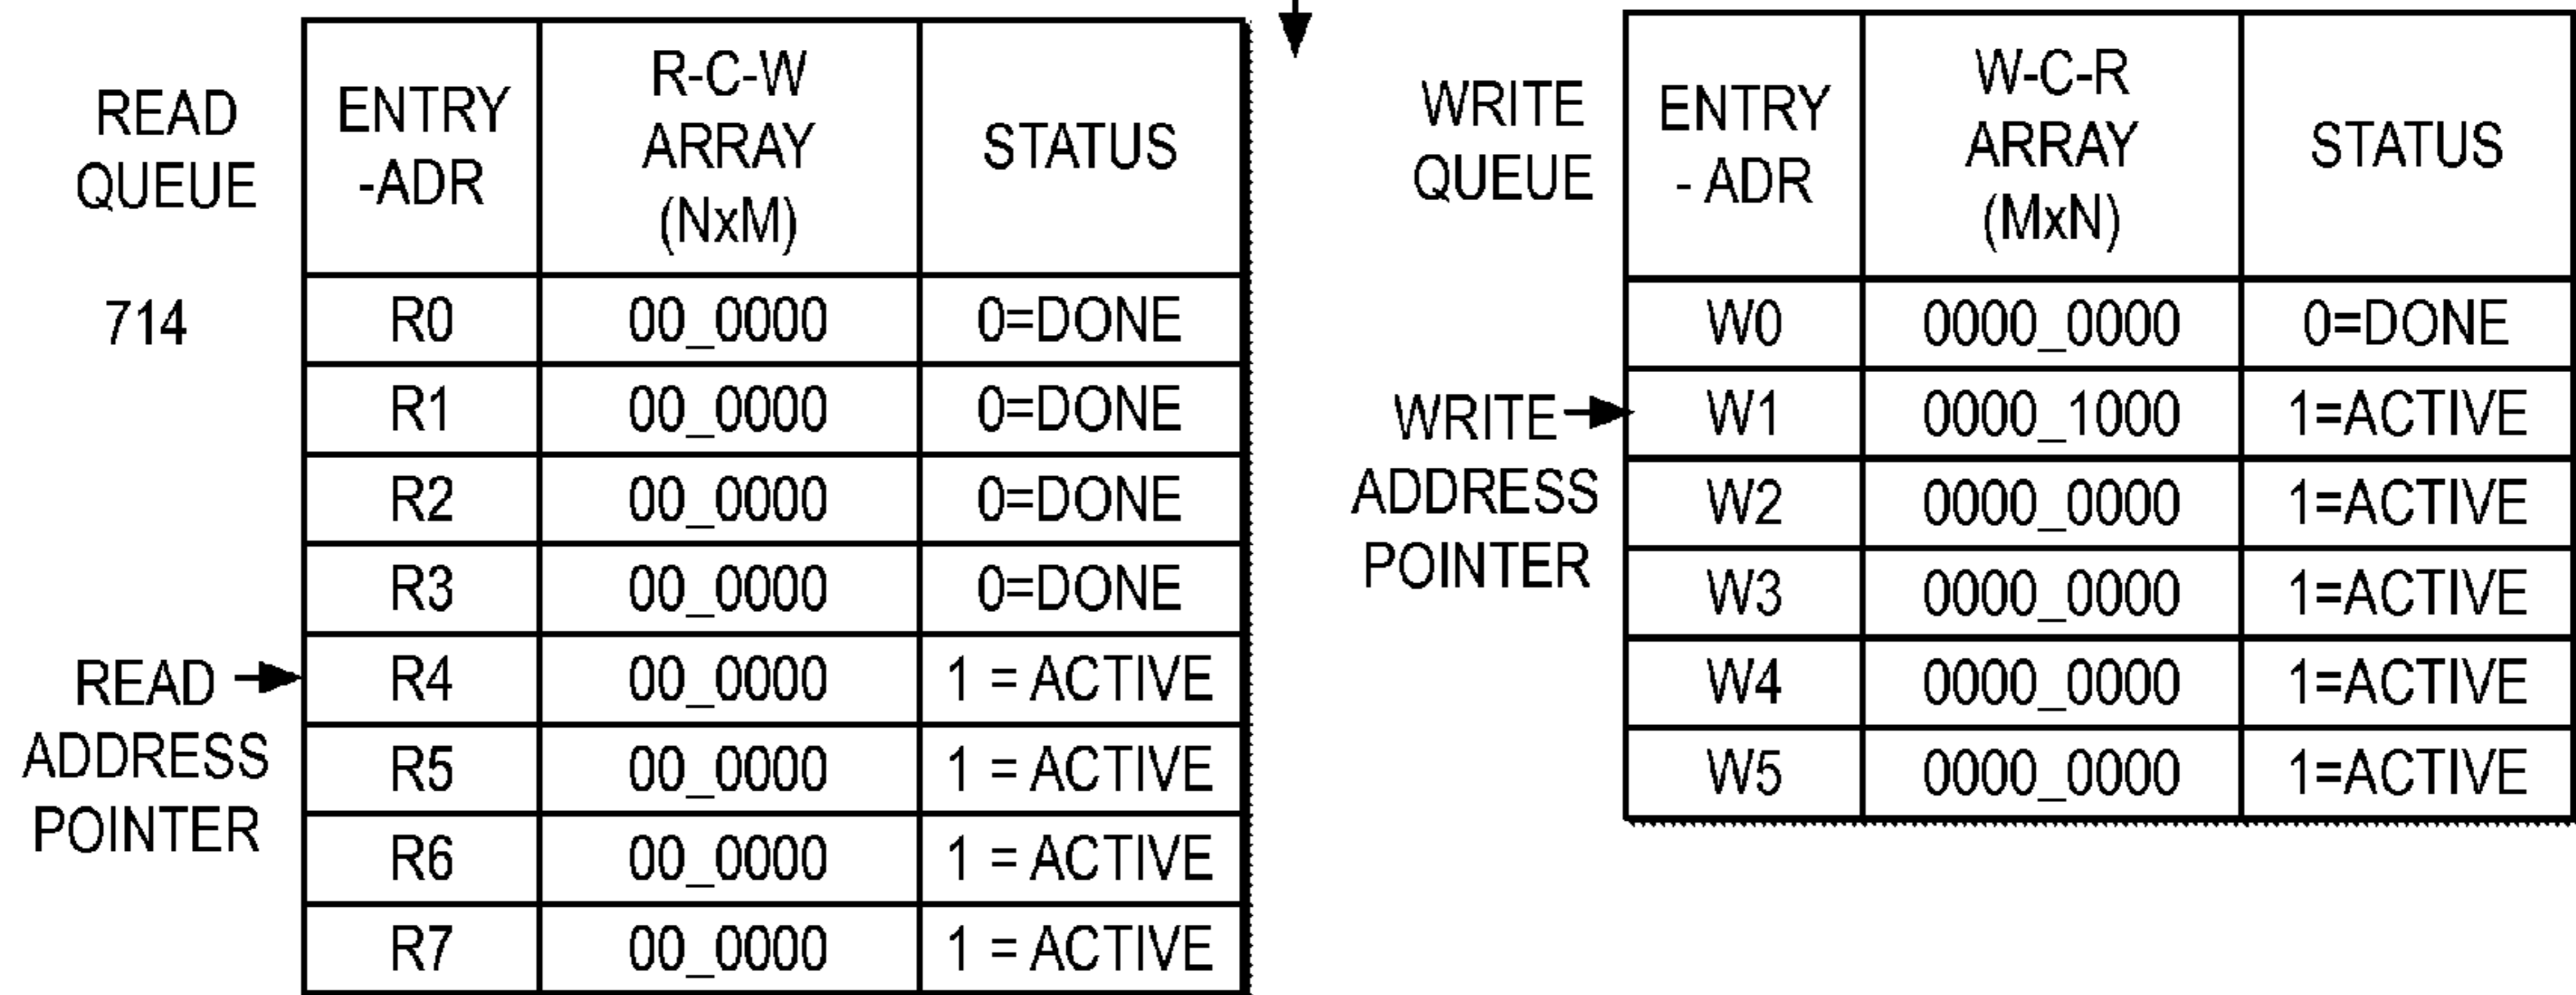 READ
QUEUE
714
READ
ADDRESS
POINTER
ENTRY
-ADR
R-C-W
ARRAY
(NxM)
STATUS
R0 00_0000 0=DONE
R1 00_0000 0=DONE
R2 00_0000 0=DONE
R3 00_0000 0=DONE
R4 00_0000 1 = ACTIVE
R5 00_0000 1 = ACTIVE
R6 00_0000 1 = ACTIVE
R7 00_0000 1 = ACTIVE
WRITE
QUEUE
WRITE
ADDRESS
POINTER
ENTRY
- ADR
W-C-R
ARRAY
(MxN)
STATUS
W0 0000_0000 0=DONE
W1 0000_1000 1=ACTIVE
W2 0000_0000 1=ACTIVE
W3 0000_0000 1=ACTIVE
W4 0000_0000 1=ACTIVE
W5 0000_0000 1=ACTIVE